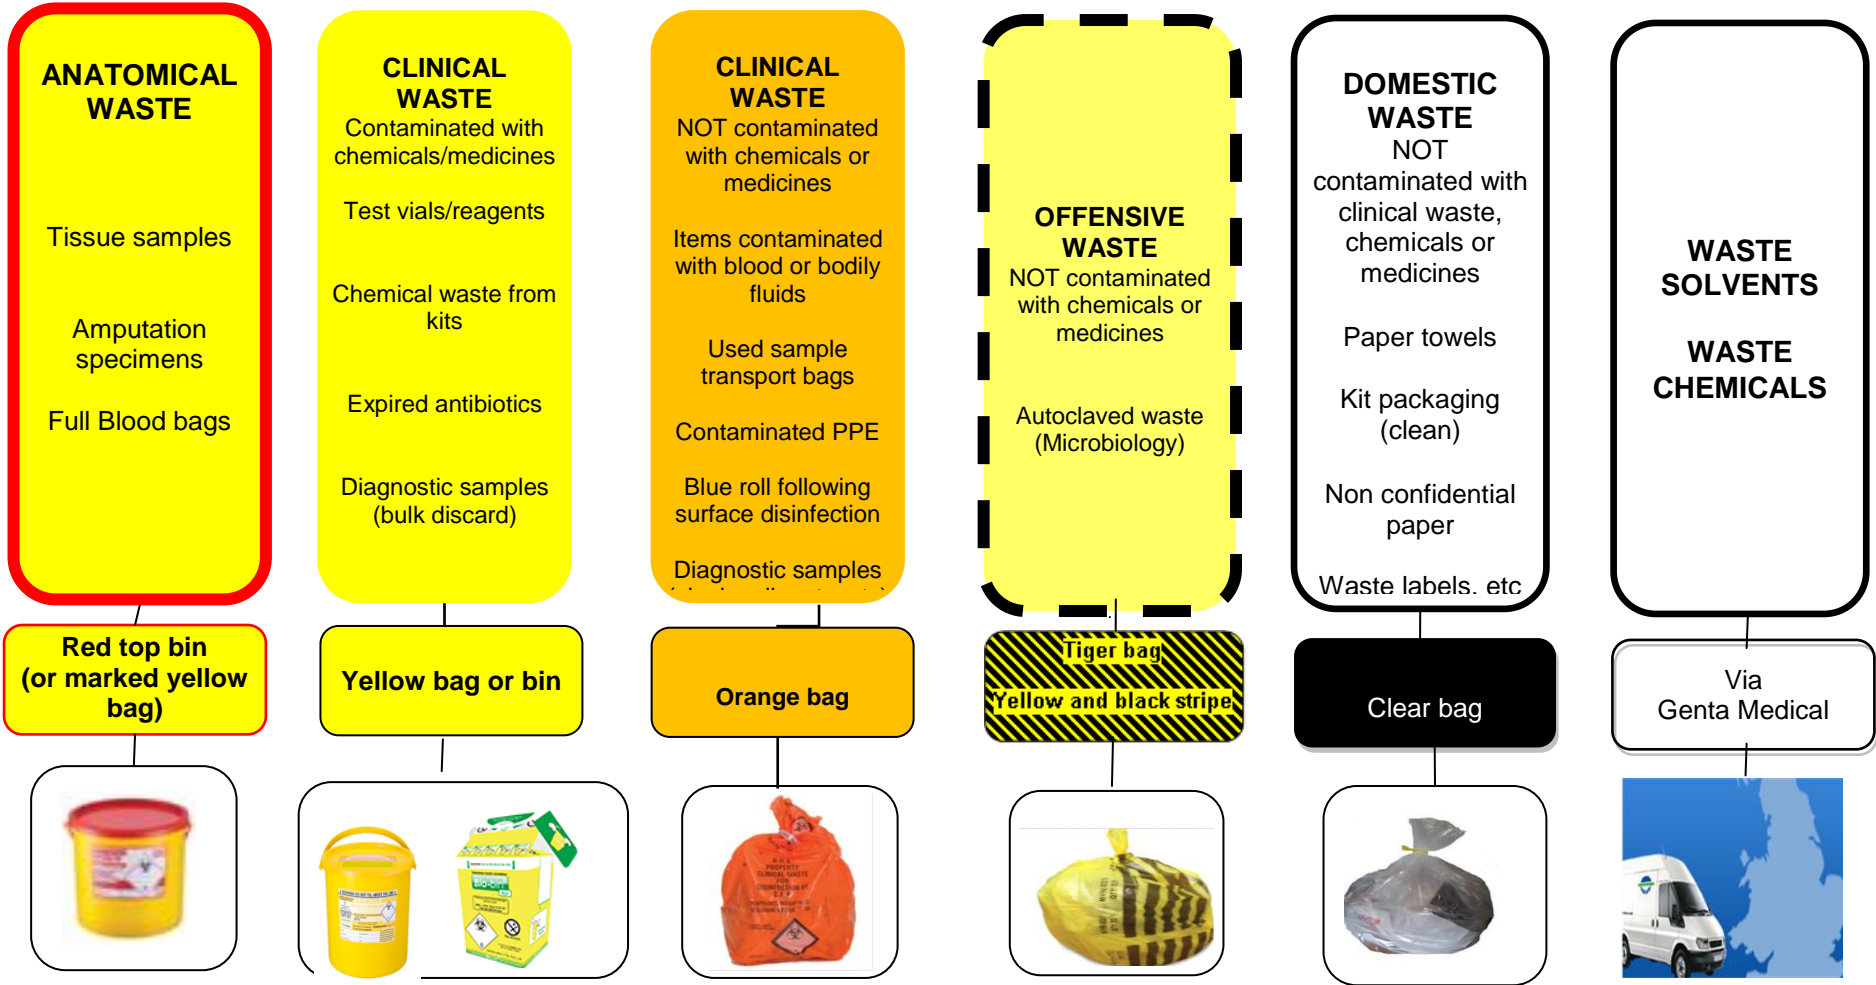 ANATOMICAL
WASTE
Tissue samples
Amputation
specimens
Full Blood bags
Red top bin
(or marked yellow
bag)
CLINICAL
WASTE
Contaminated with
chemicals/medicines
Test vials/reagents
Chemical waste from
kits
Expired antibiotics
Diagnostic samples
(bulk discard)
Yellow bag or bin
CLINICAL
WASTE
NOT contaminated
with chemicals or
medicines
Items contaminated
with blood or bodily
fluids
Used sample
transport bags
Contaminated PPE
Blue roll following
surface disinfection
Diagnostic samples
Orange bag
OFFENSIVE
WASTE
NOT contaminated
with chemicals or
medicines
Autoclaved waste
(Microbiology)
Tiger bag
Yellow and black stripe
DOMESTIC
WASTE
NOT
contaminated with
clinical waste,
chemicals or
medicines
Paper towels
Kit packaging
(clean)
Non confidential
paper
Waste labels, etc
Clear bag
WASTE
SOLVENTS
WASTE
CHEMICALS
Via
Genta Medical
Bio-bin
PROPERTY
CLINICAL WASTE
FOR